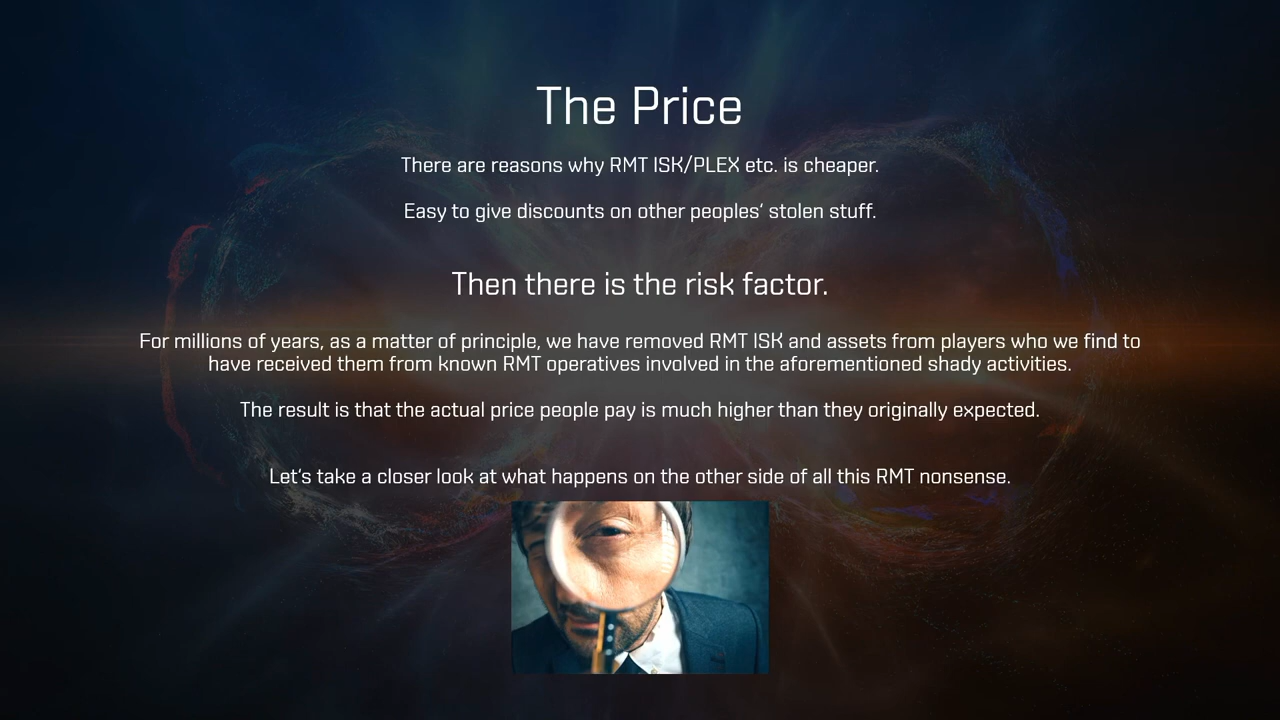 The Price
There are reasons why RMT ISK/PLEX etc. is cheaper.
Easy to give discounts on other peoples’ stolen stuff.
Then there is the risk factor.
For millions of years, as a matter of principle, we have removed RMT ISK and assets from players who we find to
have received them from known RMT operatives involved in the aforementioned shady activities.
The result is that the actual price people pay is much higher than they originally expected.
Let’s take a closer look at what happens on the other side of all this RMT nonsense.